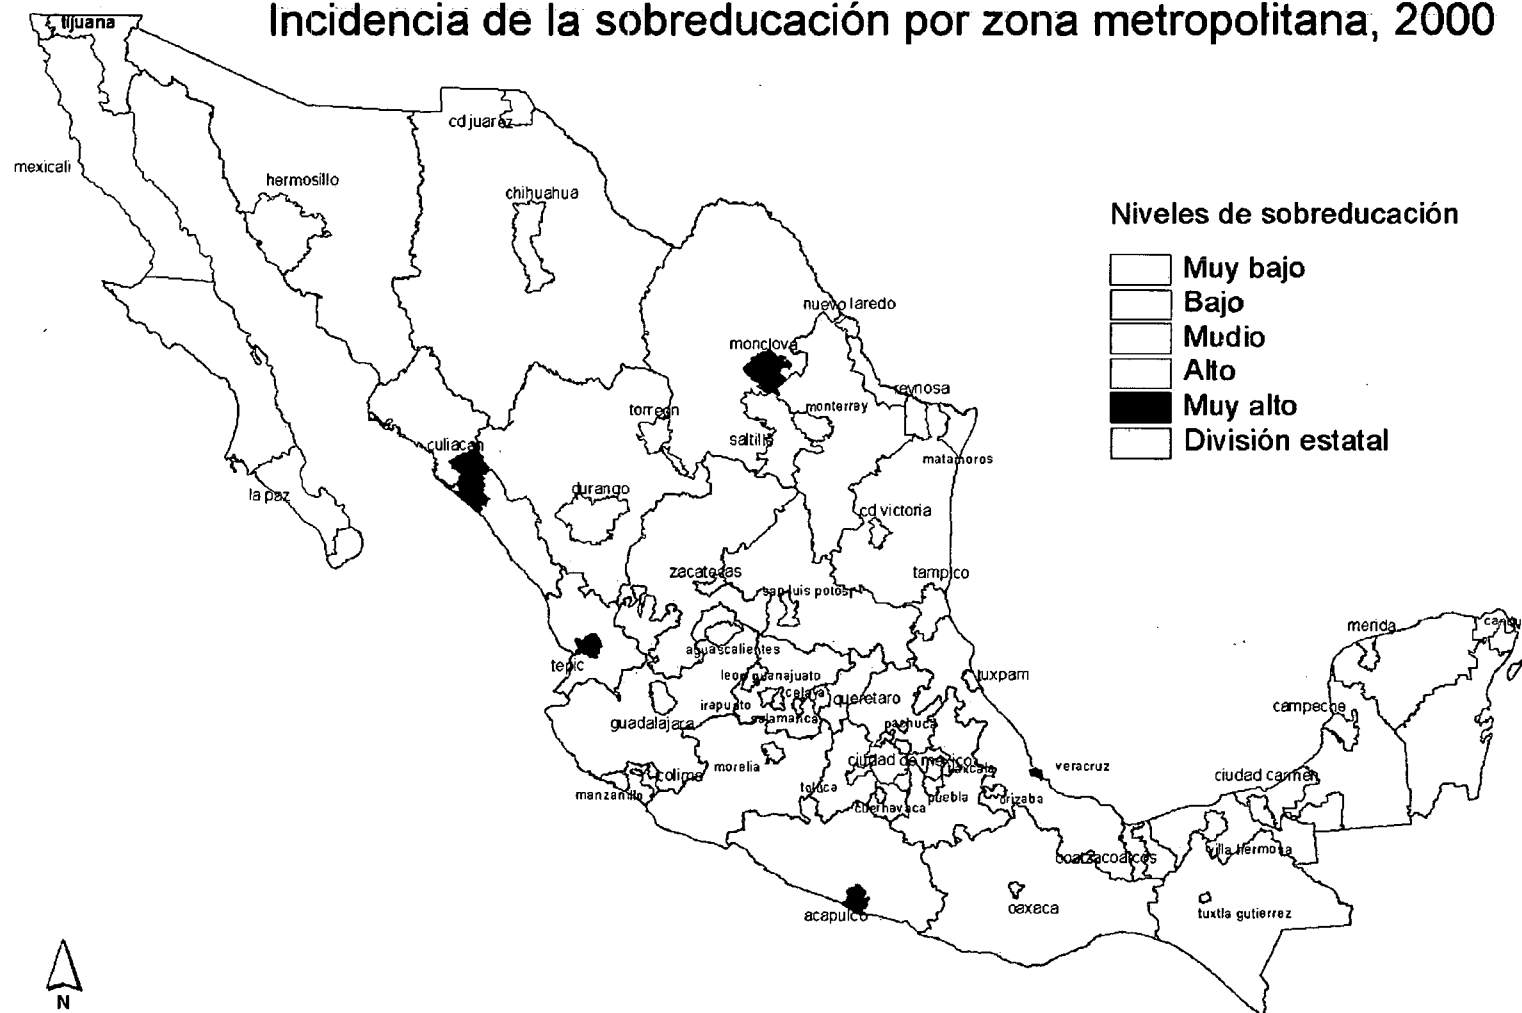 Incidencia de la sobreducación por zona metropolitana, 2000
tijuana
cd juarez
mexicali
hermosillo
chihuahua
Niveles de sobreducación
Muy bajo
Bajo
Mudio
Alto
Muy alto
División estatal
nuevo laredo
monclova
reynosa
torreon
monterrey
culiacan
saltillo
matamoros
la paz
durango
cd victoria
zacatecas
tampico
san luis potosi
merida
aguascalientes
tepic
leon guanajuato
tuxpam
celaya
queretaro
irapuato
campeche
salamanca
guadalajara
pachuca
ciudad de mexico
tlaxcala
veracruz
morelia
colima
ciudad carmen
toluca
manzanillo
puebla
orizaba
cuernavaca
villa hermosa
coatzacoalcos
oaxaca
tuxtla gutierrez
acapulco
N